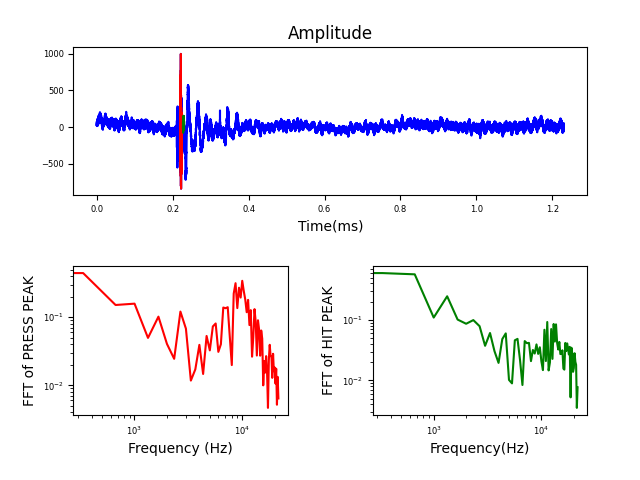 Amplitude
1000
500
0
−500
0.0 0.2 0.4 0.6 0.8 1.0 1.2
Time(ms)
FFT of PRESS PEAK
10⁻¹
10⁻²
10³ 10⁴
Frequency (Hz)
FFT of HIT PEAK
10⁻¹
10⁻²
10³ 10⁴
Frequency(Hz)